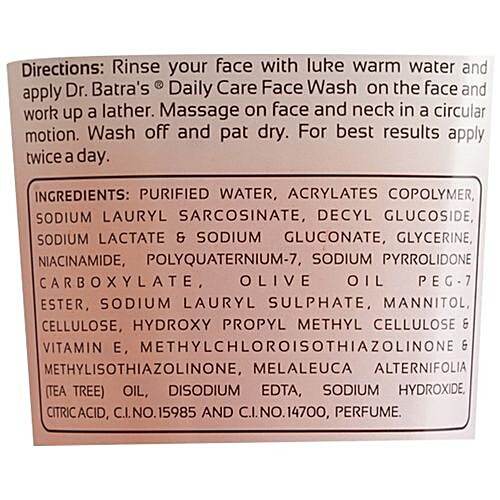 Directions: Rinse your face with luke warm water and
apply Dr. Batra's ® Daily Care Face Wash on the face and
work up a lather. Massage on face and neck in a circular
motion. Wash off and pat dry. For best results apply
twice a day.
INGREDIENTS: PURIFIED WATER, ACRYLATES COPOLYMER,
SODIUM LAURYL SARCOSINATE, DECYL GLUCOSIDE,
SODIUM LACTATE & SODIUM GLUCONATE, GLYCERINE,
NIACINAMIDE, POLYQUATERNIUM-7, SODIUM PYRROLIDONE
CARBOXYLATE, OLIVE OIL PEG-7
ESTER, SODIUM LAURYL SULPHATE, MANNITOL,
CELLULOSE, HYDROXY PROPYL METHYL CELLULOSE &
VITAMIN E, METHYLCHLOROISOTHIAZOLINONE &
METHYLISOTHIAZOLINONE, MELALEUCA ALTERNIFOLIA
(TEA TREE) OIL, DISODIUM EDTA, SODIUM HYDROXIDE,
CITRIC ACID, C.I. NO. 15985 AND C.I. NO. 14700, PERFUME.